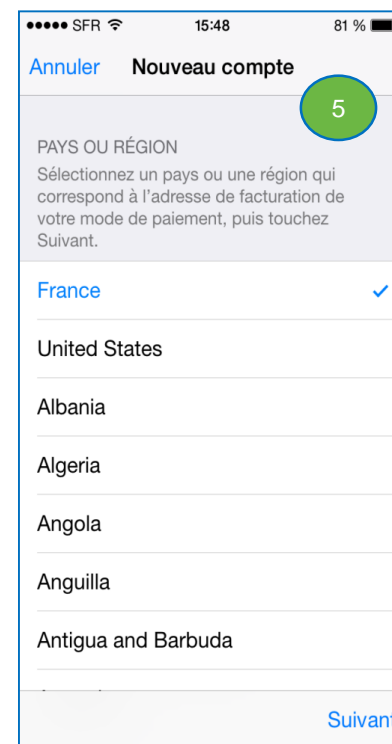 SFR 15:48 81 %
Annuler Nouveau compte
5
PAYS OU RÉGION
Sélectionnez un pays ou une région qui
correspond à l'adresse de facturation de
votre mode de paiement, puis touchez
Suivant.
France
United States
Albania
Algeria
Angola
Anguilla
Antigua and Barbuda
Suivant